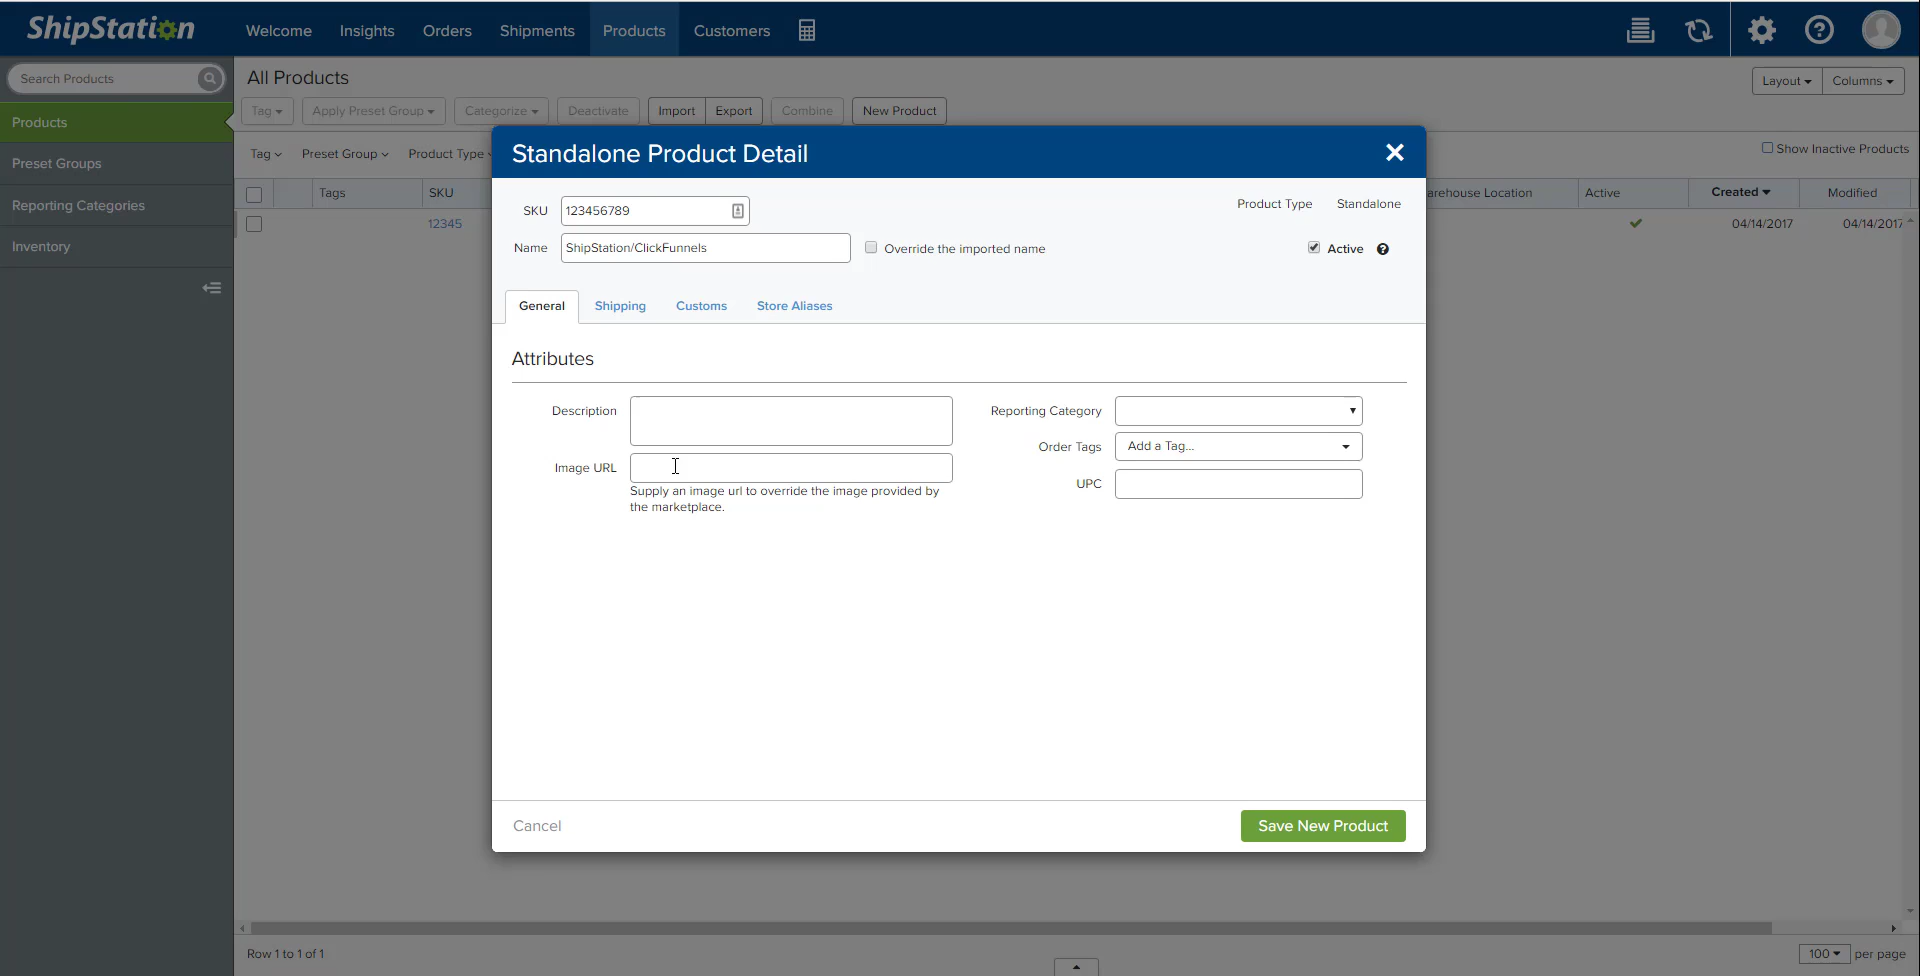 ShipStation Welcome Insights Orders Shipments Products Customers
Search Products
All Products
Layout Columns
Tag Apply Preset Group Categorize Deactivate Import Export Combine New Product
Products
Tag Preset Group Product Type
Show Inactive Products
Preset Groups
Reporting Categories
Inventory
Tags SKU arehouse Location Active Created Modified
12345 04/14/2017 04/14/2017
Standalone Product Detail
SKU 123456789
Product Type Standalone
Name ShipStation/ClickFunnels Override the imported name Active
General Shipping Customs Store Aliases
Attributes
Description
Reporting Category
Order Tags Add a Tag...
Image URL
UPC
Supply an image url to override the image provided by
the marketplace.
Cancel Save New Product
Row 1 to 1 of 1
100 per page